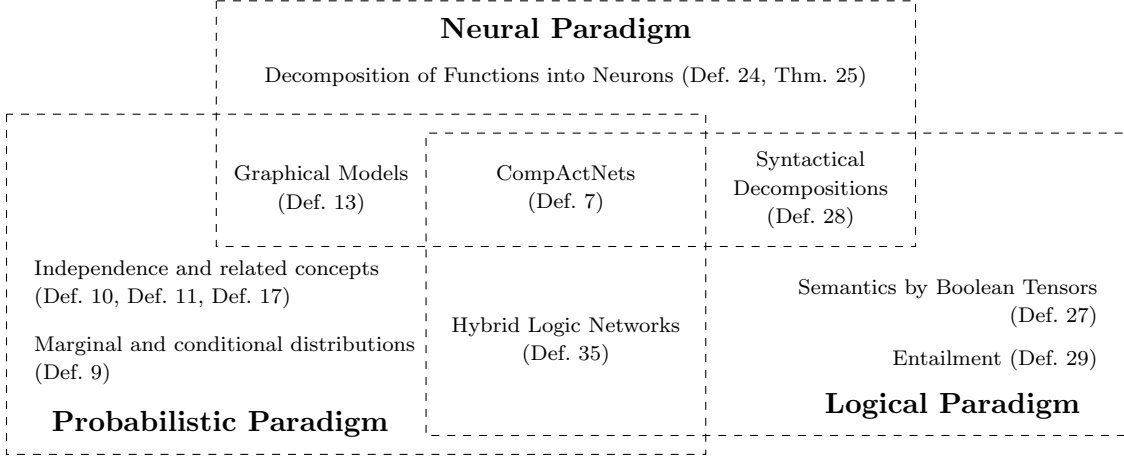 Neural Paradigm
Decomposition of Functions into Neurons (Def. 24, Thm. 25)
Graphical Models
(Def. 13)
CompActNets
(Def. 7)
Syntactical
Decompositions
(Def. 28)
Independence and related concepts
(Def. 10, Def. 11, Def. 17)
Marginal and conditional distributions
(Def. 9)
Probabilistic Paradigm
Hybrid Logic Networks
(Def. 35)
Semantics by Boolean Tensors
(Def. 27)
Entailment (Def. 29)
Logical Paradigm